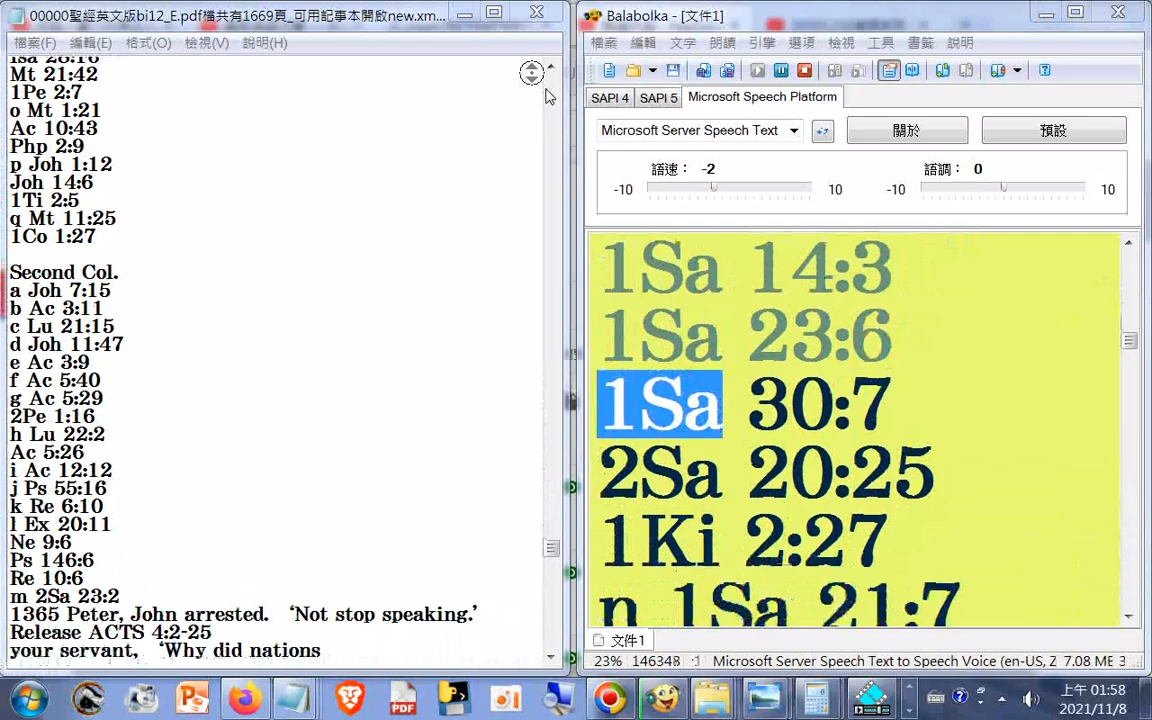 00000聖經英文版bi12_E.pdf檔共有1669頁_可用記事本開啟new.xm...
檔案(F) 編輯(E) 格式(O) 檢視(V) 說明(H)
Isa 28:16
Mt 21:42
1Pe 2:7
o Mt 1:21
Ac 10:43
Php 2:9
p Joh 1:12
Joh 14:6
1Ti 2:5
q Mt 11:25
1Co 1:27
Second Col.
a Joh 7:15
b Ac 3:11
c Lu 21:15
d Joh 11:47
e Ac 3:9
f Ac 5:40
g Ac 5:29
2Pe 1:16
h Lu 22:2
Ac 5:26
i Ac 12:12
j Ps 55:16
k Re 6:10
l Ex 20:11
Ne 9:6
Ps 146:6
Re 10:6
m 2Sa 23:2
1365 Peter, John arrested. ‘Not stop speaking.’
Release ACTS 4:2-25
your servant, ‘Why did nations
Balabolka - [文件1]
檔案 編輯 文字 朗讀 引擎 選項 檢視 工具 書籤 說明
SAPI 4 SAPI 5 Microsoft Speech Platform
Microsoft Server Speech Text 關於 預設
語速： -2 語調： 0
-10 10 -10 10
1Sa 14:3
1Sa 23:6
1Sa 30:7
2Sa 20:25
1Ki 2:27
n 1Sa 21:7
文件1
23% 146348 1 Microsoft Server Speech Text to Speech Voice (en-US, Z 7.08 MB 3
PDF
上午 01:58
2021/11/8